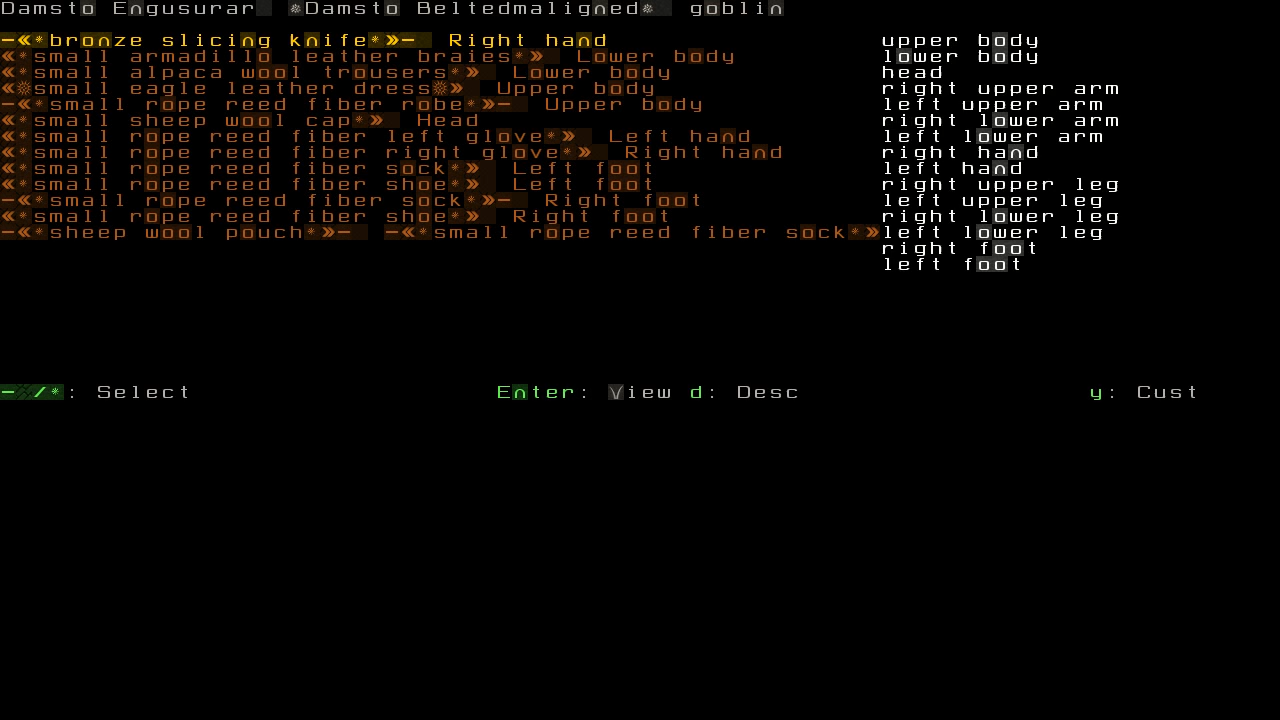 Damsto Engusurar ☼Damsto Beltedmaligned☼ goblin
-«*bronze slicing knife*»- Right hand
«*small armadillo leather braies*» Lower body
«*small alpaca wool trousers*» Lower body
«☼small eagle leather dress☼» Upper body
-«*small rope reed fiber robe*»- Upper body
«*small sheep wool cap*» Head
«*small rope reed fiber left glove*» Left hand
«*small rope reed fiber right glove*» Right hand
«*small rope reed fiber sock*» Left foot
«*small rope reed fiber shoe*» Left foot
-«*small rope reed fiber sock*»- Right foot
«*small rope reed fiber shoe*» Right foot
-«*sheep wool pouch*»- -«*small rope reed fiber sock*»
upper body
lower body
head
right upper arm
left upper arm
right lower arm
left lower arm
right hand
left hand
right upper leg
left upper leg
right lower leg
left lower leg
right foot
left foot
-/*: Select Enter: View d: Desc y: Cust